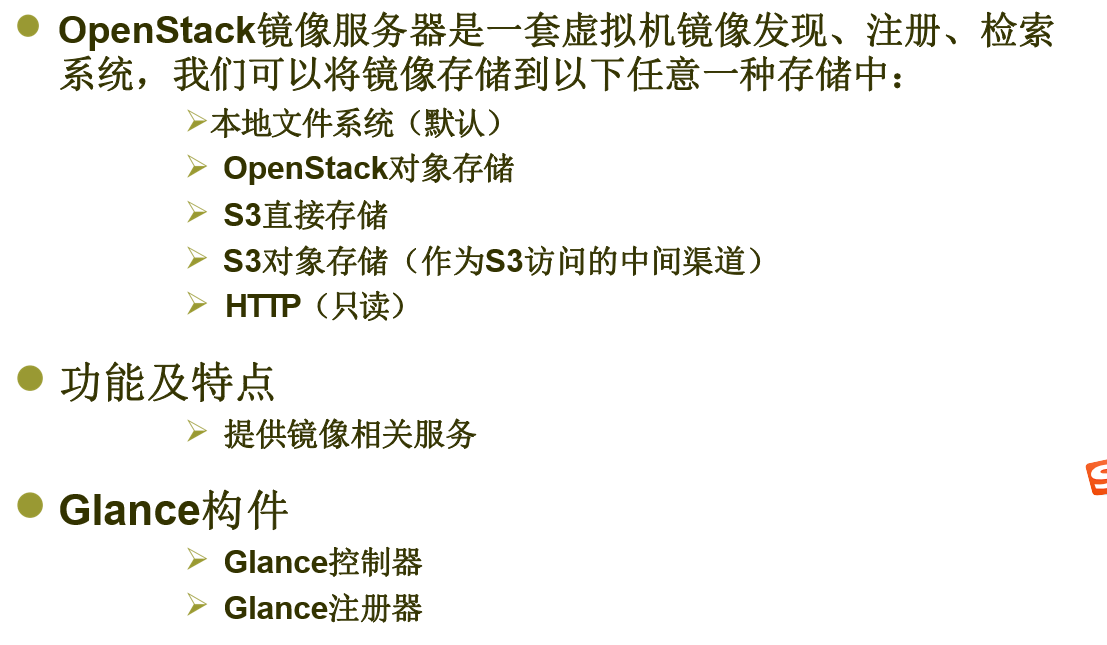 OpenStack镜像服务器是一套虚拟机镜像发现、注册、检索
系统，我们可以将镜像存储到以下任意一种存储中：
本地文件系统（默认）
OpenStack对象存储
S3直接存储
S3对象存储（作为S3访问的中间渠道）
HTTP（只读）
功能及特点
提供镜像相关服务
Glance构件
Glance控制器
Glance注册器